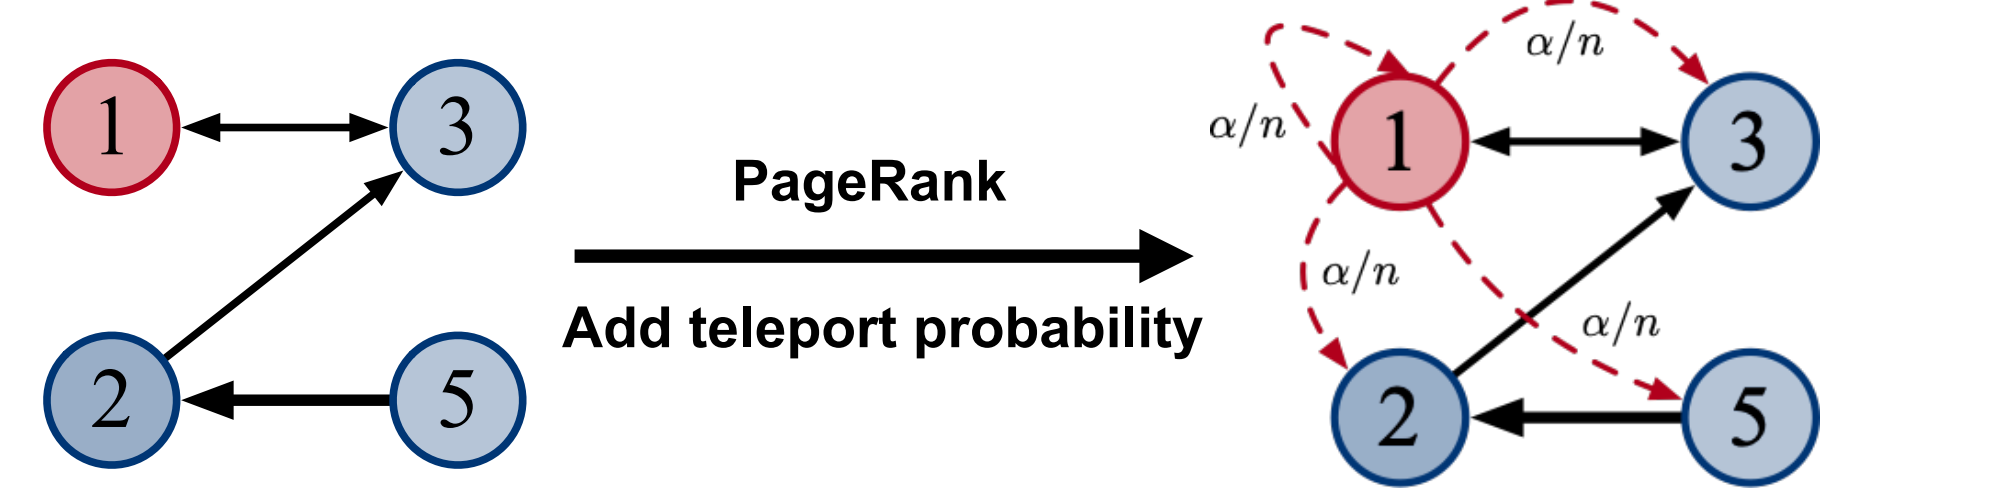 1
3
2
5
PageRank
Add teleport probability
α/n
α/n
1
3
α/n
α/n
2
5